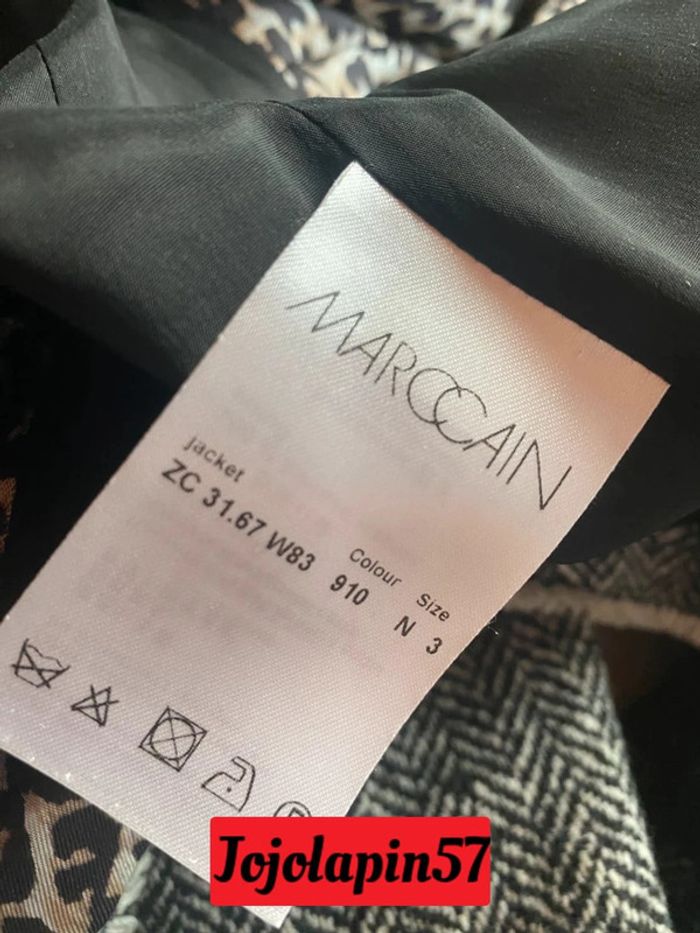 MARCCAIN
jacket
Colour Size
ZC 31.67 W83 910 N 3
Jojolapin57